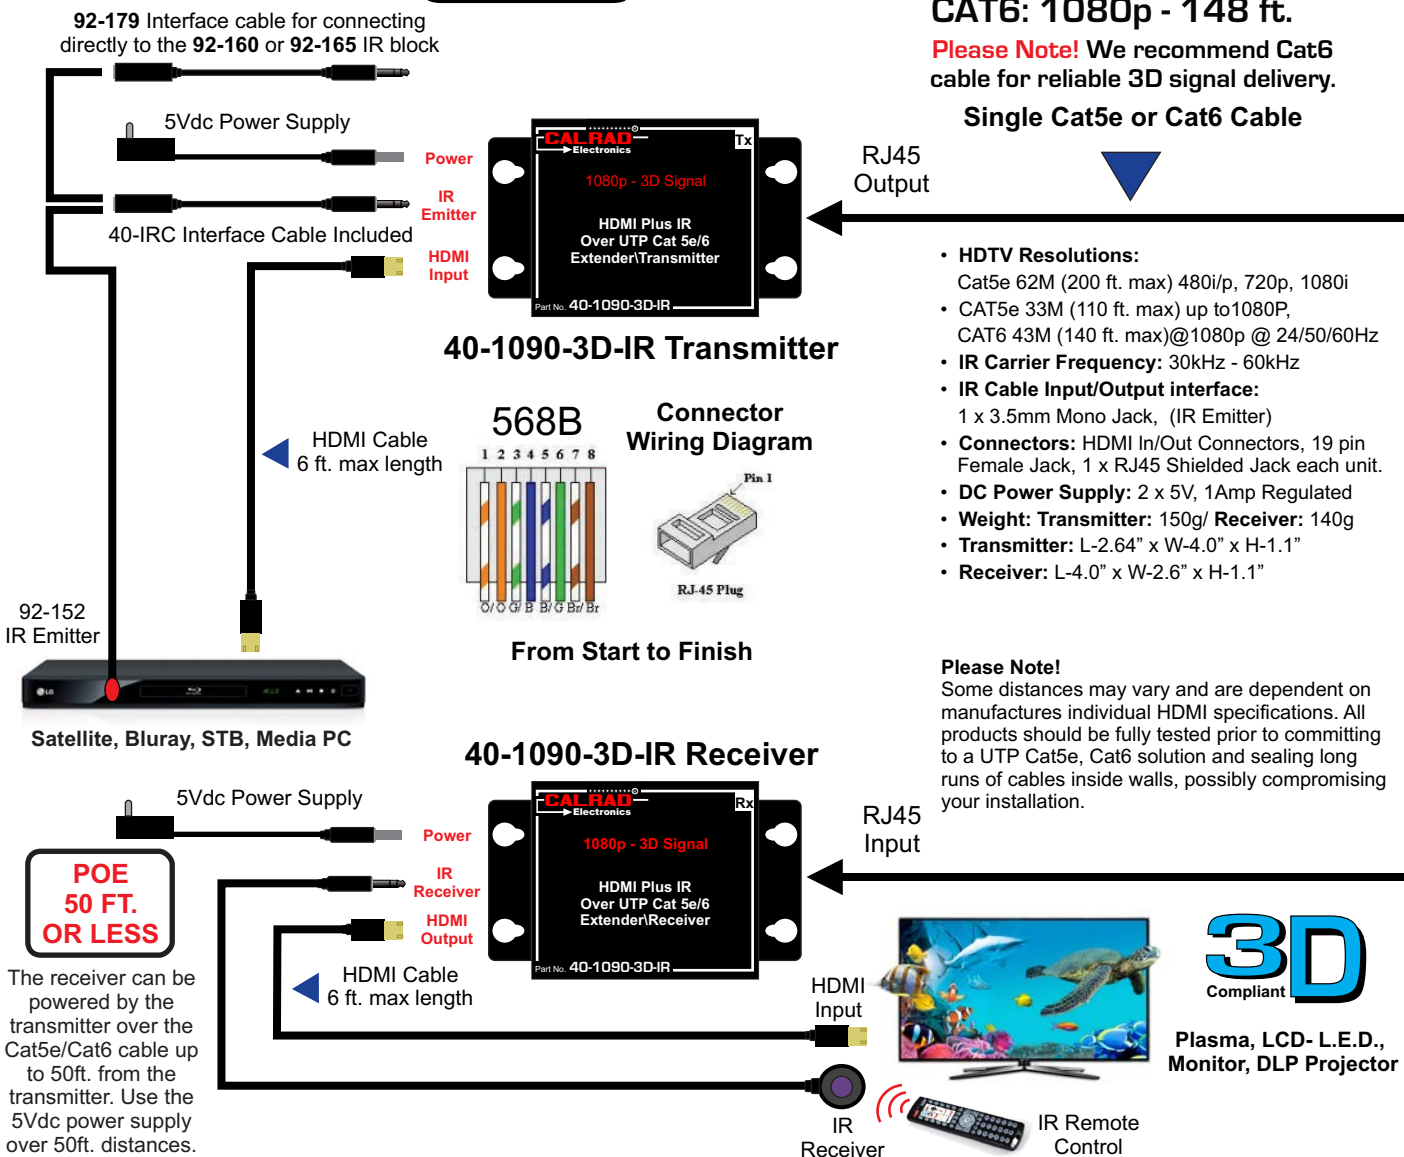 92-179 Interface cable for connecting
directly to the 92-160 or 92-165 IR block
CAT6: 1080p - 148 ft.
Please Note! We recommend Cat6
cable for reliable 3D signal delivery.
Single Cat5e or Cat6 Cable
5Vdc Power Supply
Power
IR
Emitter
40-IRC Interface Cable Included
HDMI
Input
CALRAD
Electronics
Tx
1080p - 3D Signal
HDMI Plus IR
Over UTP Cat 5e/6
Extender\Transmitter
Part No. 40-1090-3D-IR
RJ45
Output
40-1090-3D-IR Transmitter
• HDTV Resolutions:
Cat5e 62M (200 ft. max) 480i/p, 720p, 1080i
• CAT5e 33M (110 ft. max) up to1080P,
CAT6 43M (140 ft. max)@1080p @ 24/50/60Hz
• IR Carrier Frequency: 30kHz - 60kHz
• IR Cable Input/Output interface:
1 x 3.5mm Mono Jack, (IR Emitter)
• Connectors: HDMI In/Out Connectors, 19 pin
Female Jack, 1 x RJ45 Shielded Jack each unit.
• DC Power Supply: 2 x 5V, 1Amp Regulated
• Weight: Transmitter: 150g/ Receiver: 140g
• Transmitter: L-2.64” x W-4.0” x H-1.1”
• Receiver: L-4.0” x W-2.6” x H-1.1”
HDMI Cable
6 ft. max length
568B
1 2 3 4 5 6 7 8
O/ O G/ B B/ G Br/ Br
Connector
Wiring Diagram
Pin 1
RJ-45 Plug
From Start to Finish
92-152
IR Emitter
LG
Satellite, Bluray, STB, Media PC
Please Note!
Some distances may vary and are dependent on
manufactures individual HDMI specifications. All
products should be fully tested prior to committing
to a UTP Cat5e, Cat6 solution and sealing long
runs of cables inside walls, possibly compromising
your installation.
40-1090-3D-IR Receiver
5Vdc Power Supply
Power
IR
Receiver
HDMI
Output
CALRAD
Electronics
Rx
1080p - 3D Signal
HDMI Plus IR
Over UTP Cat 5e/6
Extender\Receiver
Part No. 40-1090-3D-IR
RJ45
Input
POE
50 FT.
OR LESS
The receiver can be
powered by the
transmitter over the
Cat5e/Cat6 cable up
to 50ft. from the
transmitter. Use the
5Vdc power supply
over 50ft. distances.
HDMI Cable
6 ft. max length
HDMI
Input
3D
Compliant
Plasma, LCD- L.E.D.,
Monitor, DLP Projector
IR
Receiver
IR Remote
Control